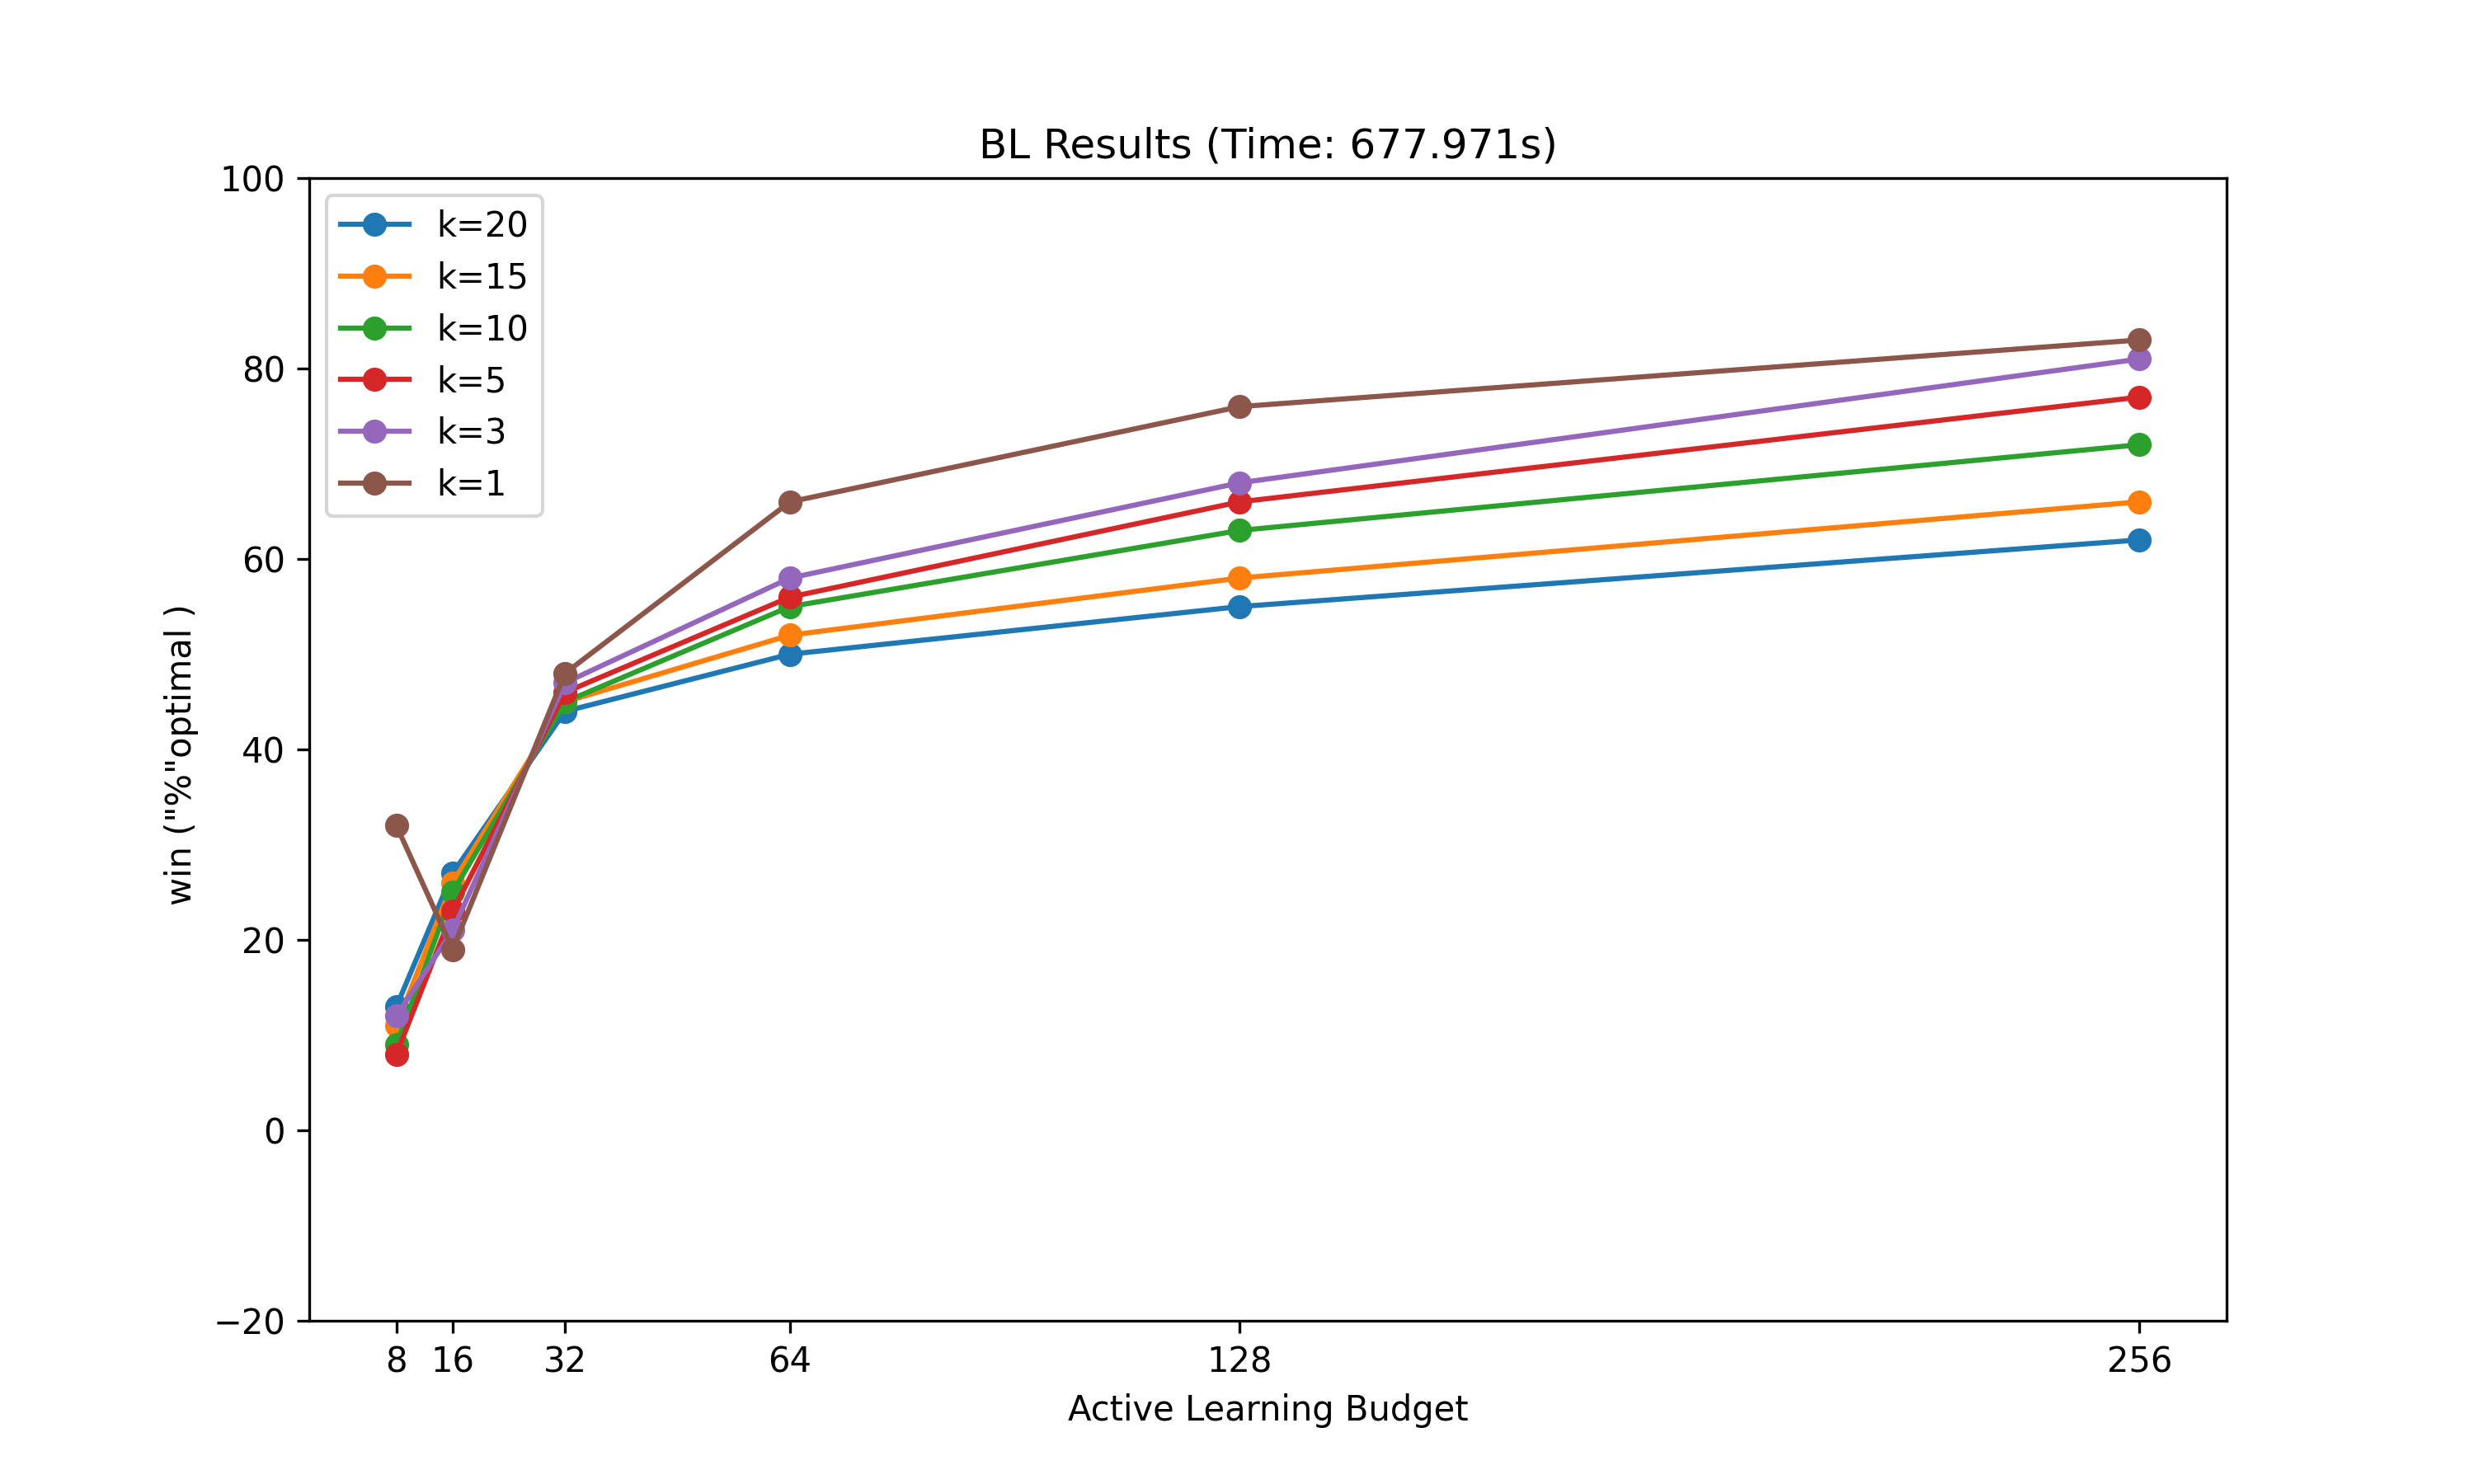 BL Results (Time: 677.971s)
100
80
60
40
20
0
−20
win ("%"optimal )
k=20
k=15
k=10
k=5
k=3
k=1
8 16 32 64 128 256
Active Learning Budget